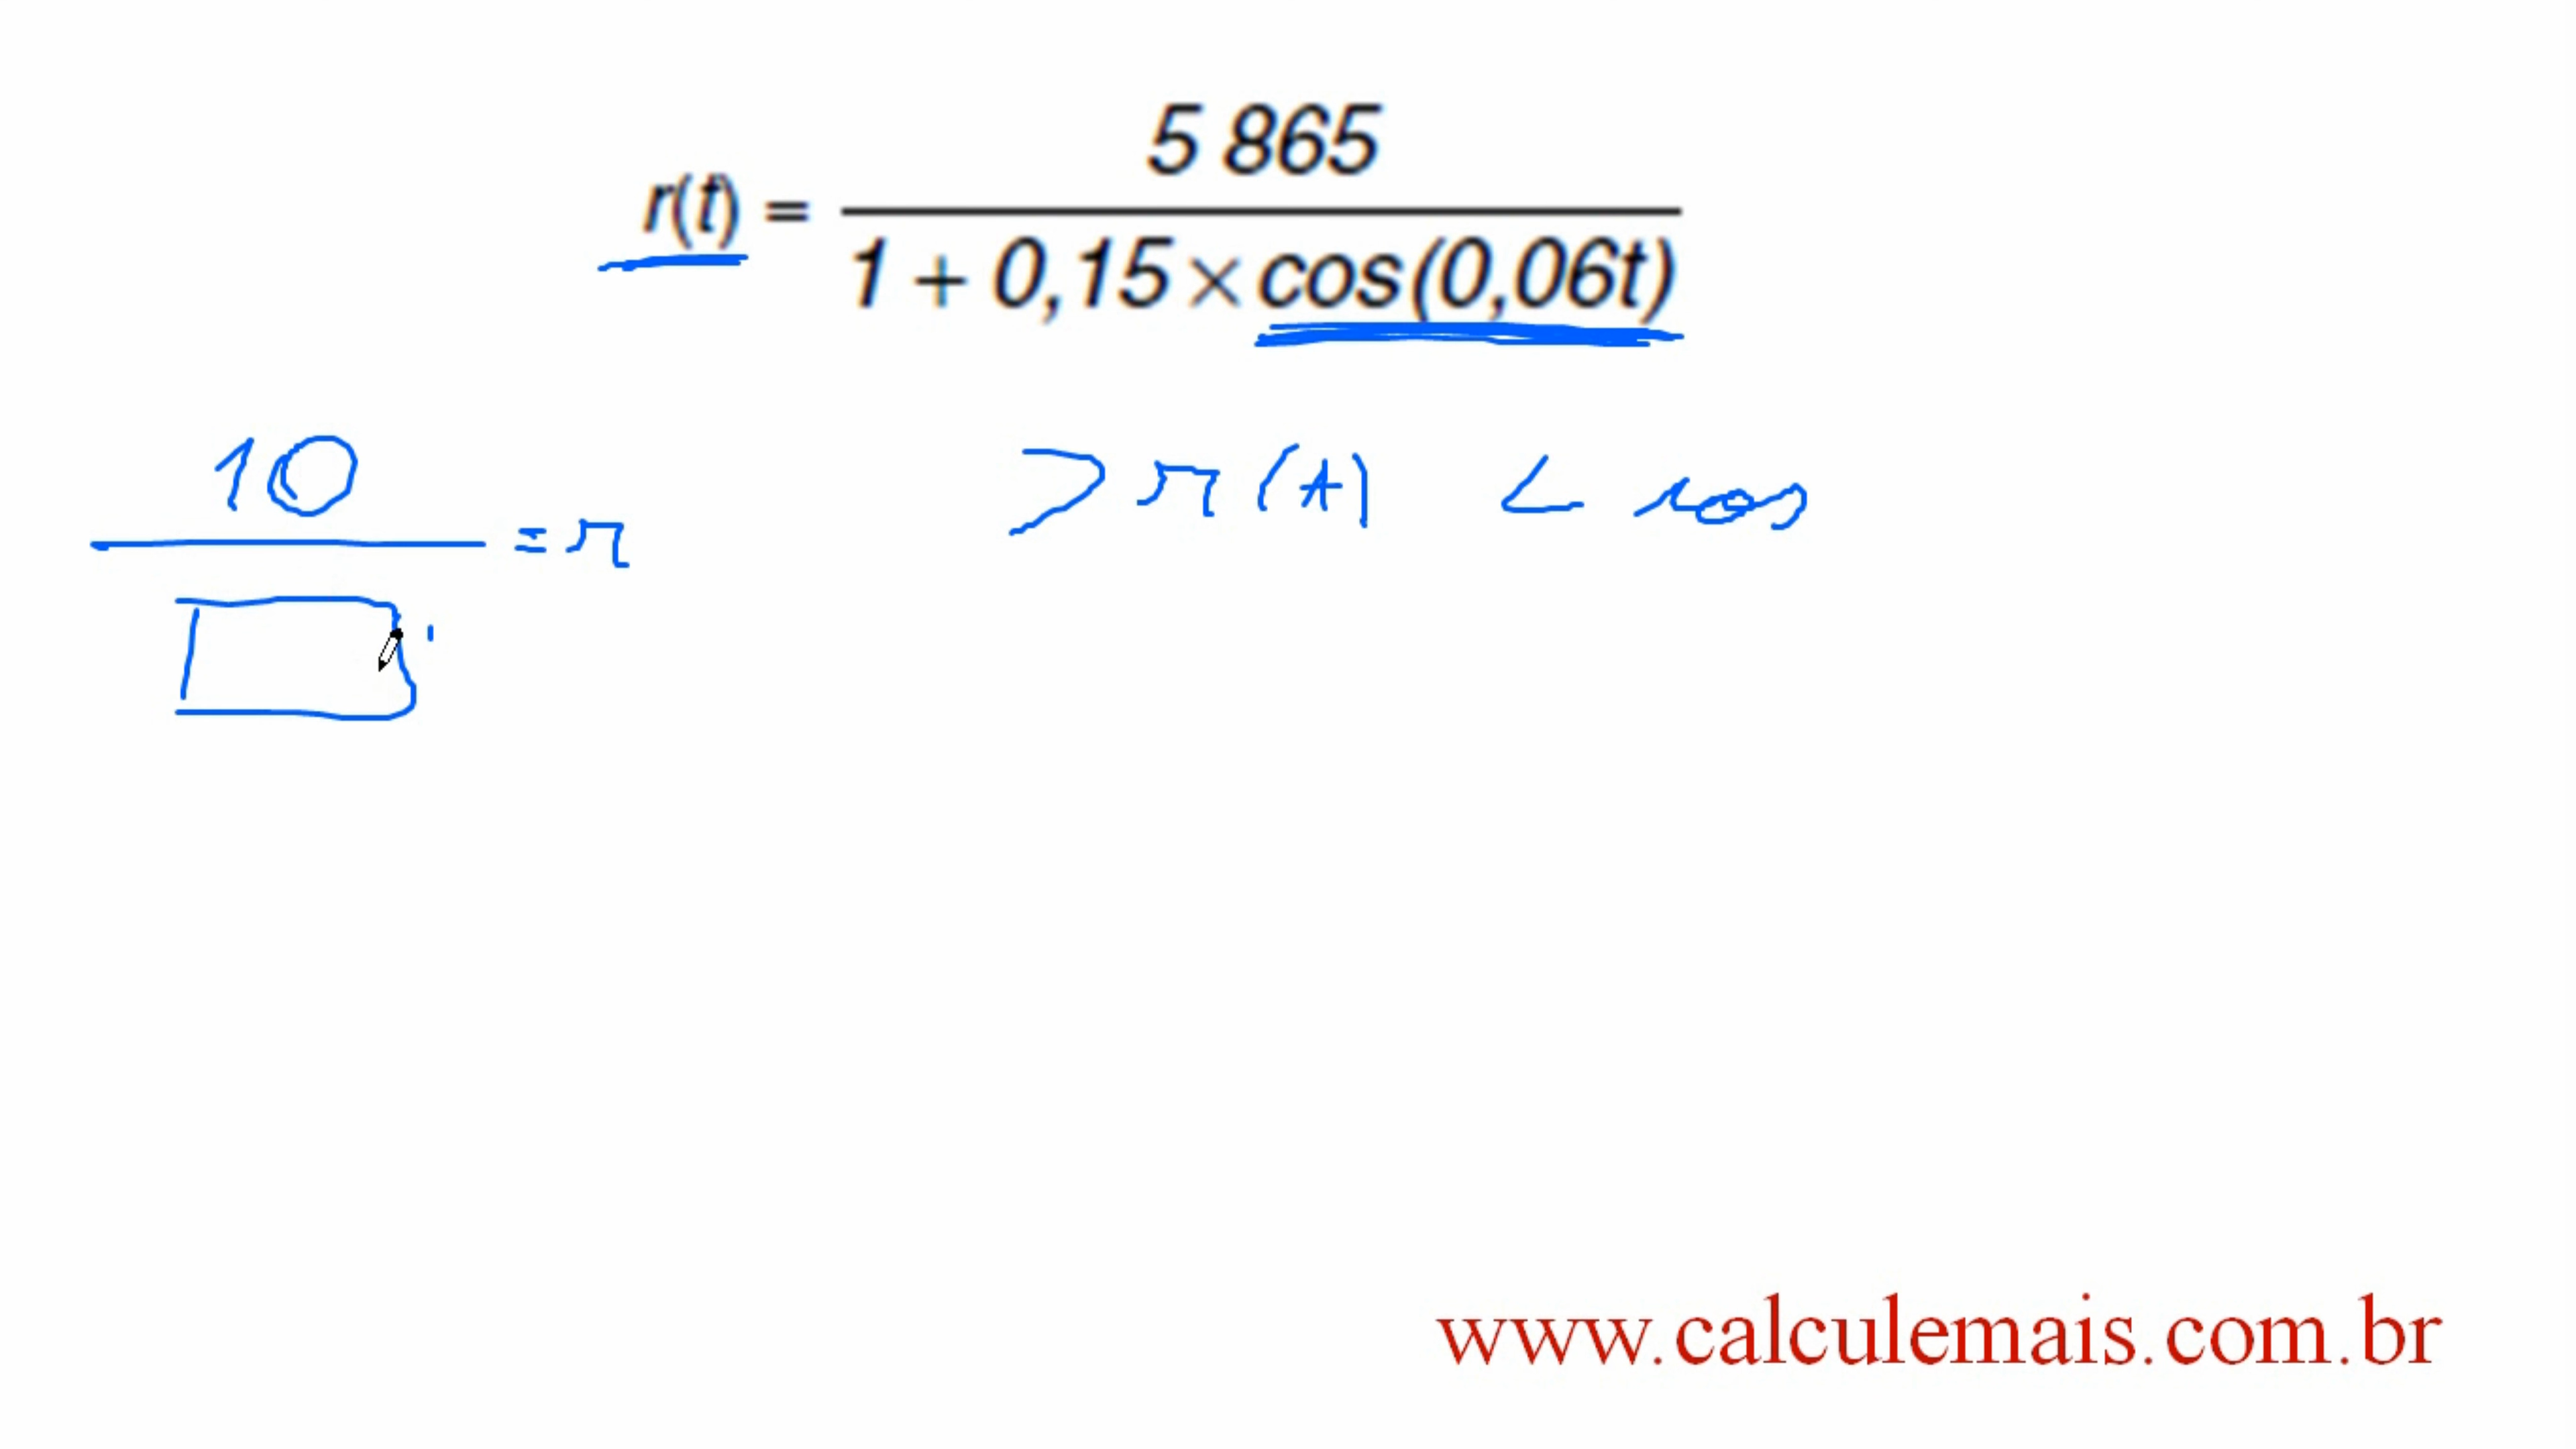 r(t) = 5 865 / 1 + 0,15 × cos(0,06t)
10 / = r
> r (t) < cos
www.calculemais.com.br